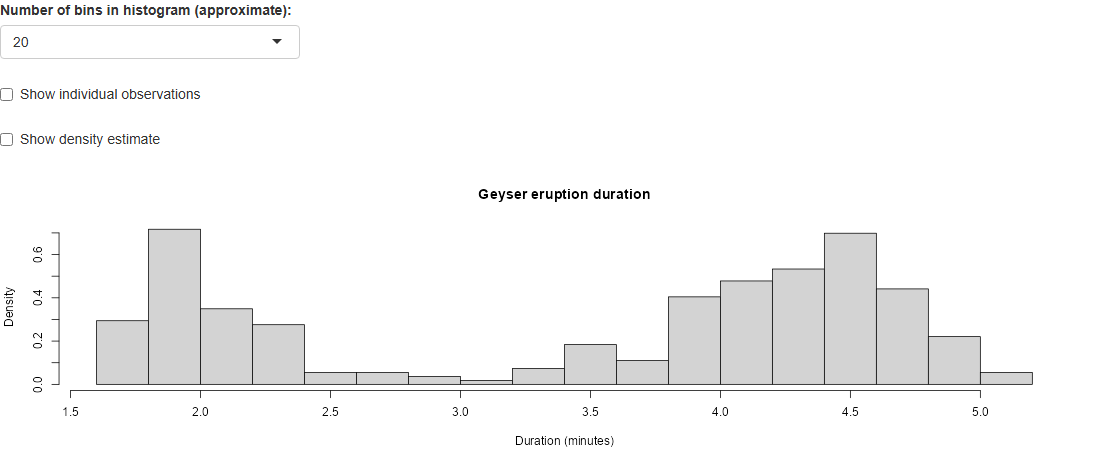 Number of bins in histogram (approximate):
20
Show individual observations
Show density estimate
Geyser eruption duration
Density
0.0 0.2 0.4 0.6
1.5 2.0 2.5 3.0 3.5 4.0 4.5 5.0
Duration (minutes)